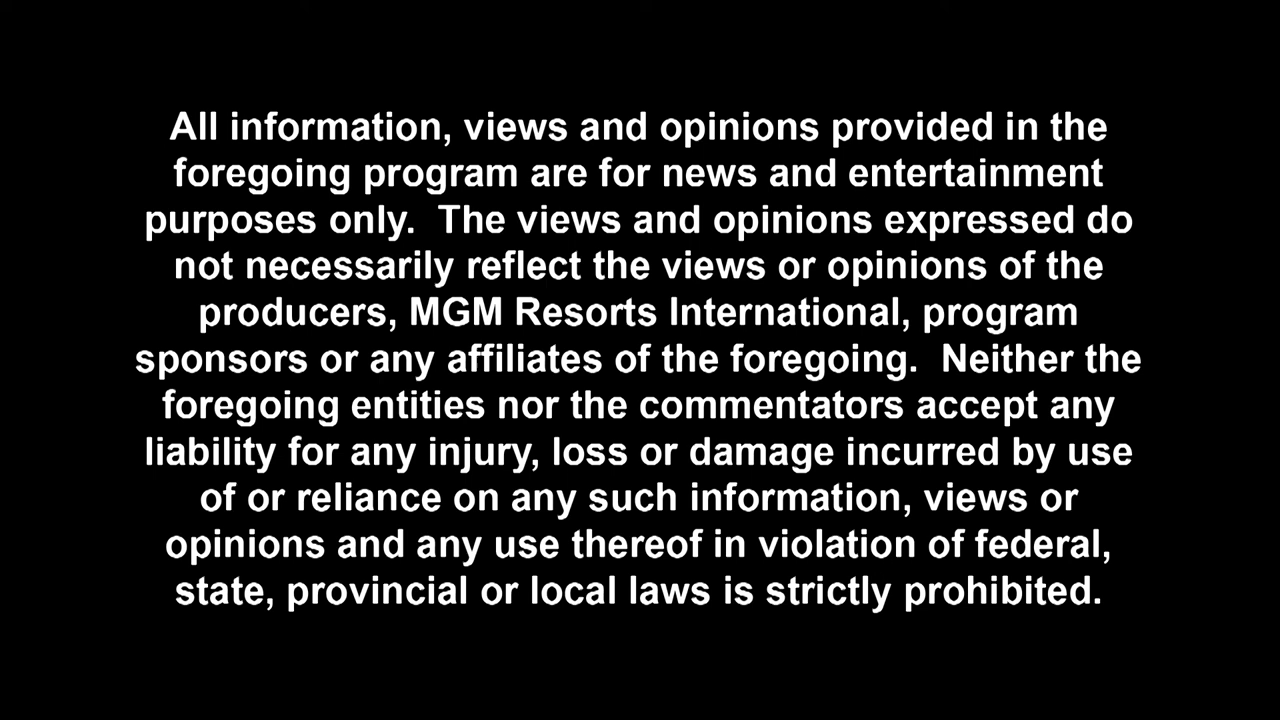 All information, views and opinions provided in the
foregoing program are for news and entertainment
purposes only.  The views and opinions expressed do
not necessarily reflect the views or opinions of the
producers, MGM Resorts International, program
sponsors or any affiliates of the foregoing.  Neither the
foregoing entities nor the commentators accept any
liability for any injury, loss or damage incurred by use
of or reliance on any such information, views or
opinions and any use thereof in violation of federal,
state, provincial or local laws is strictly prohibited.